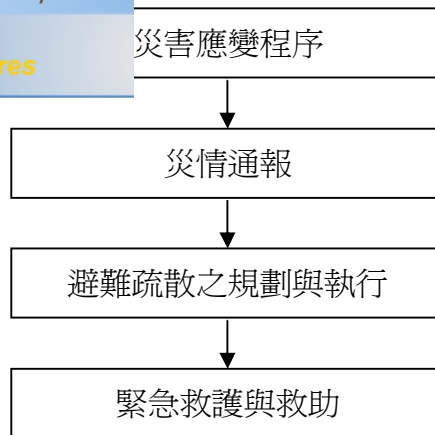 災害應變程序
res
災情通報
避難疏散之規劃與執行
緊急救護與救助